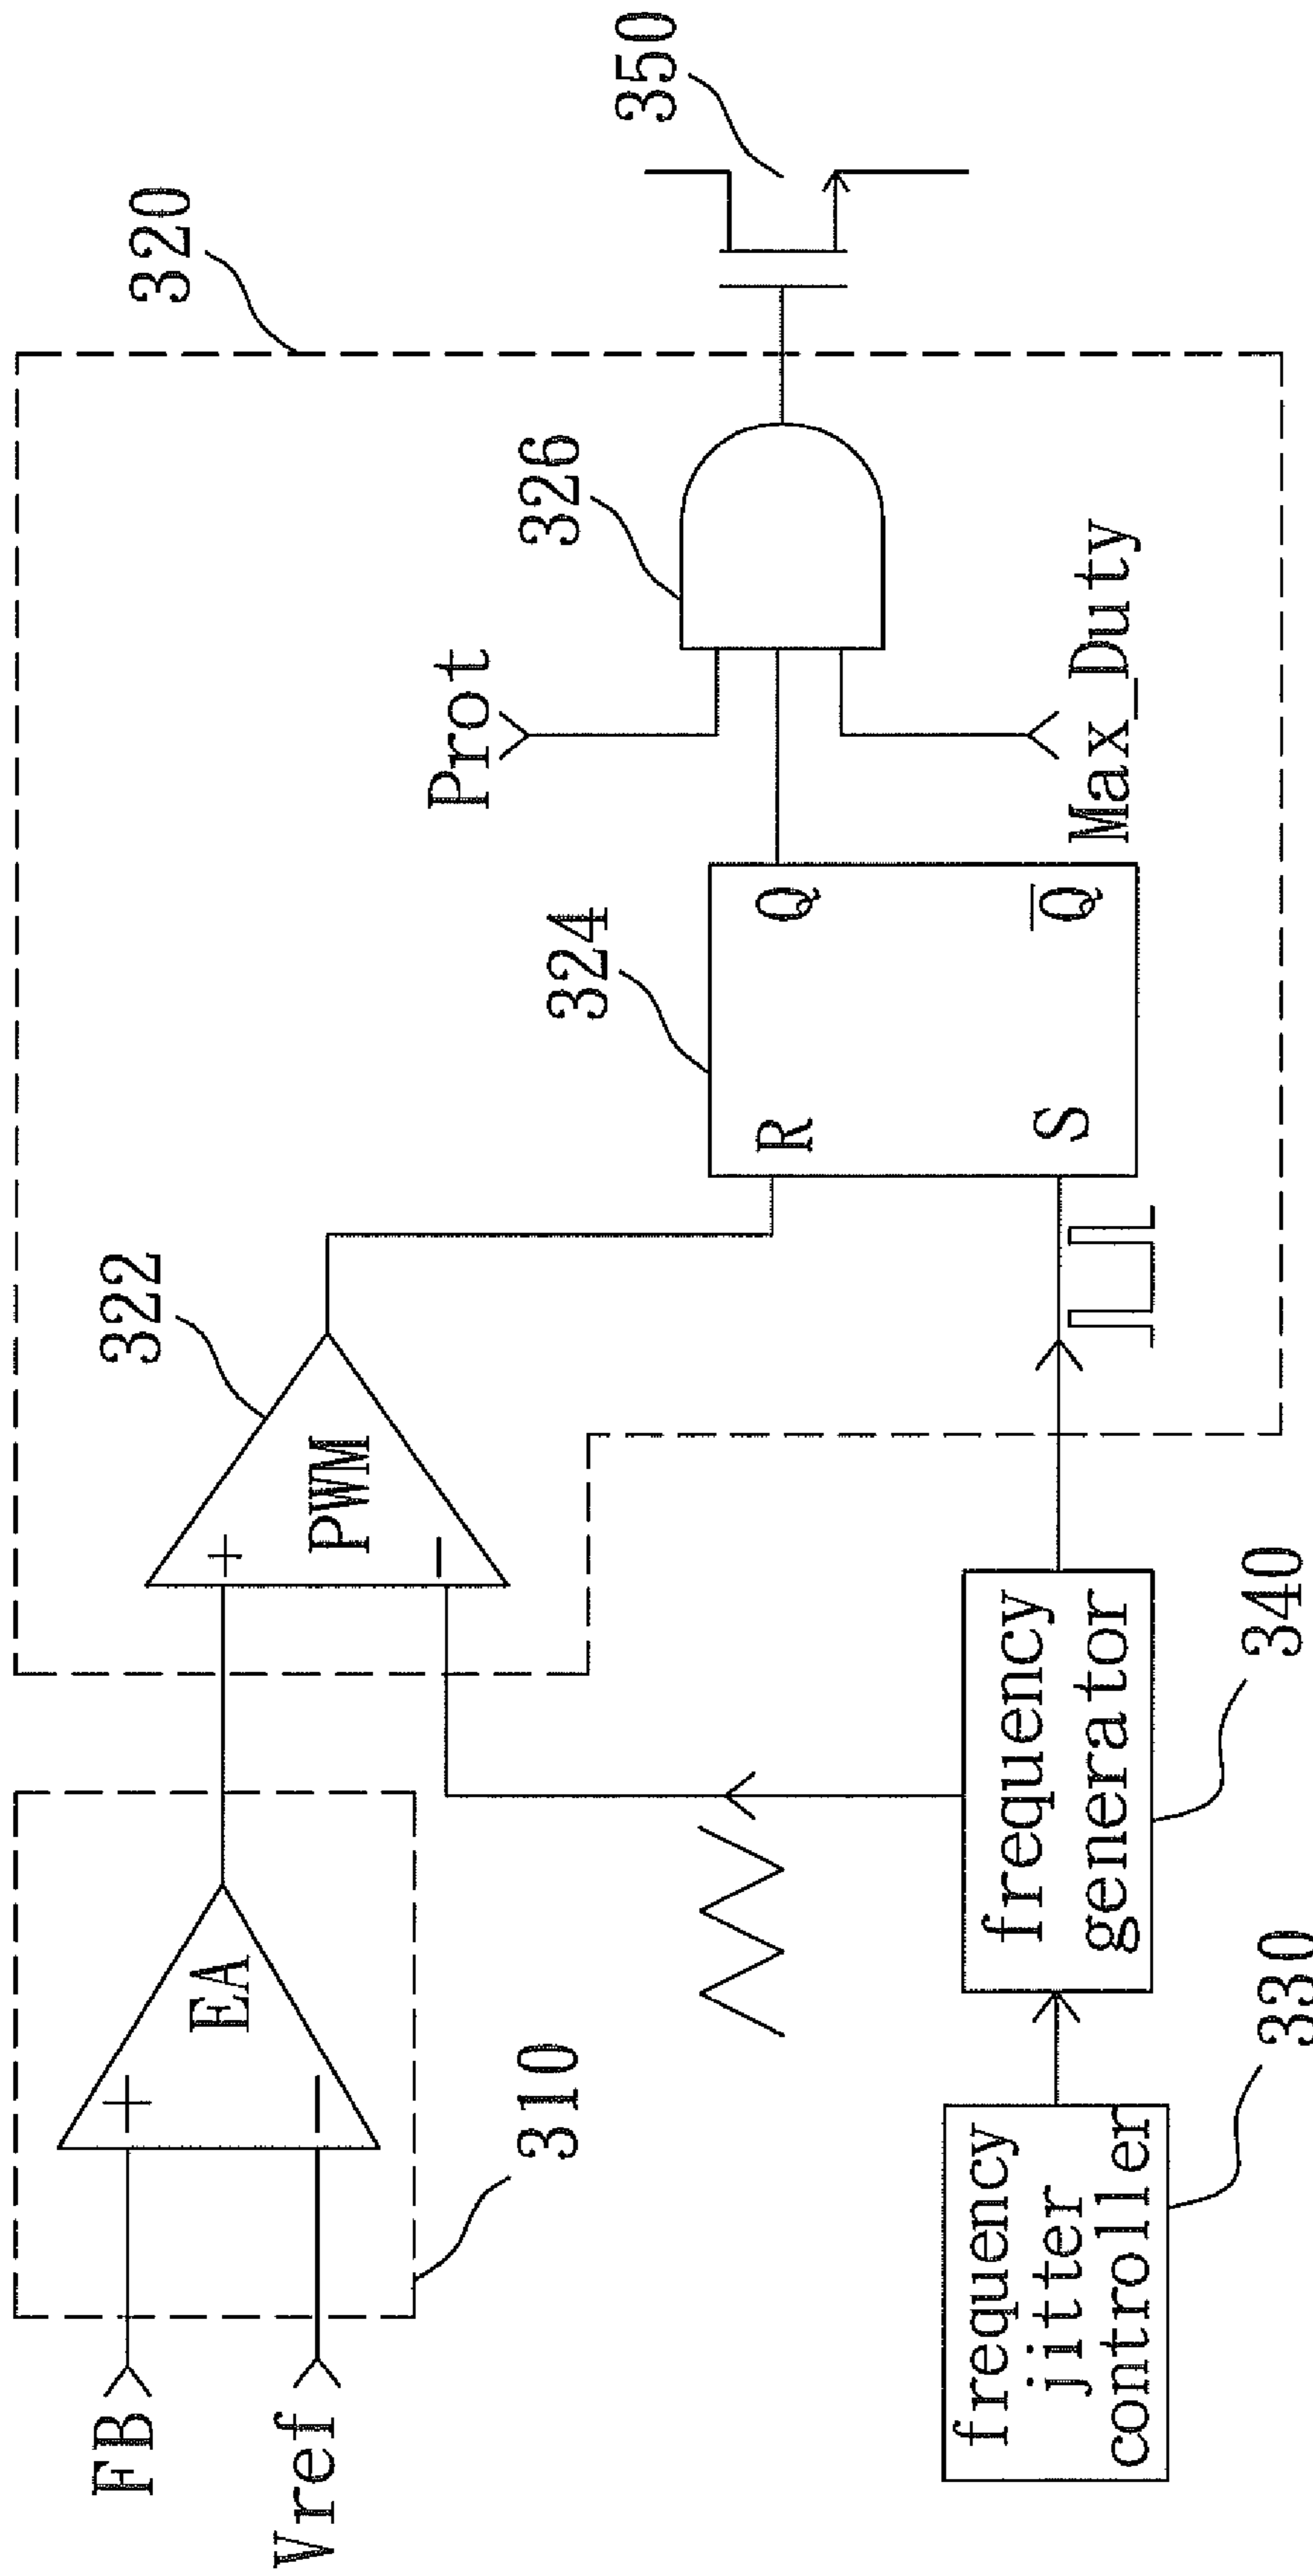 320
322
326
350
EA
+
−
PWM
+
−
FB
Vref
310
Prot
324
R
Q
S
Q̅
Max_Duty
frequency
jitter
controller
330
frequency
generator
340